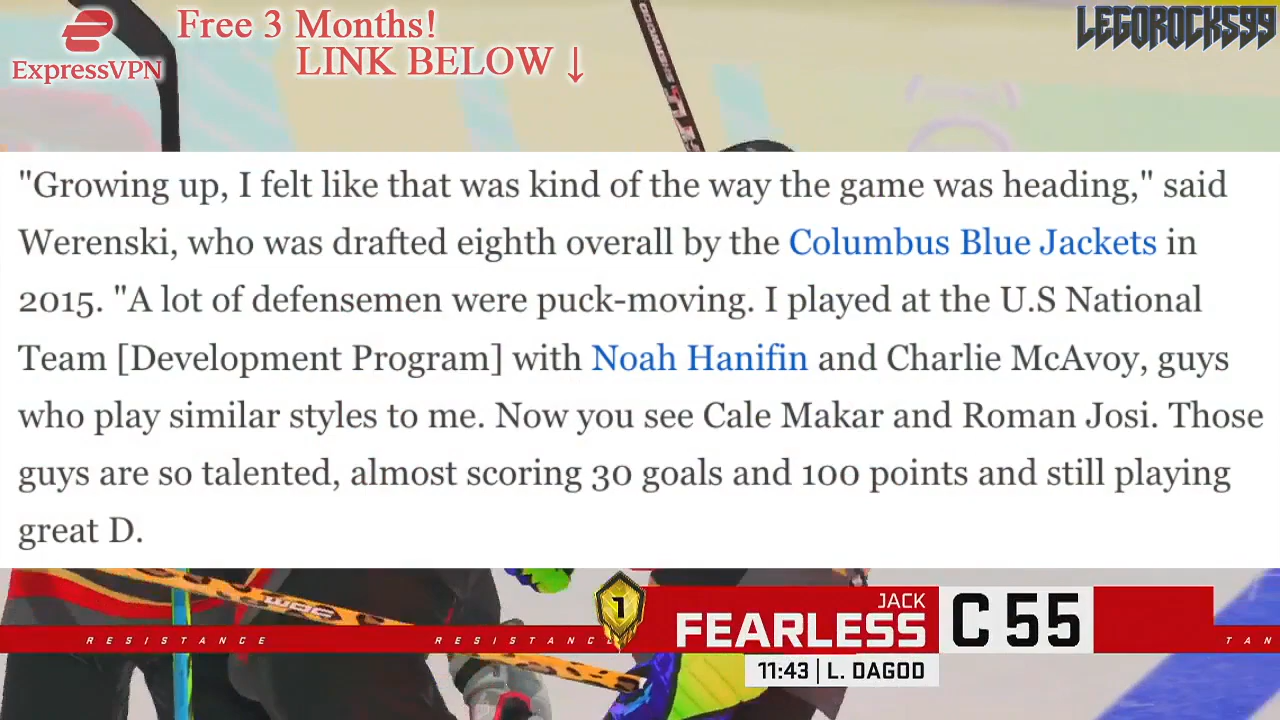 Free 3 Months!
LINK BELOW ↓
ExpressVPN
LEGOROCKS99
"Growing up, I felt like that was kind of the way the game was heading," said
Werenski, who was drafted eighth overall by the Columbus Blue Jackets in
2015. "A lot of defensemen were puck-moving. I played at the U.S National
Team [Development Program] with Noah Hanifin and Charlie McAvoy, guys
who play similar styles to me. Now you see Cale Makar and Roman Josi. Those
guys are so talented, almost scoring 30 goals and 100 points and still playing
great D.
1
JACK
FEARLESS
C 55
RESISTANCE
RESISTANC
TAN
11:43 | L. DAGOD